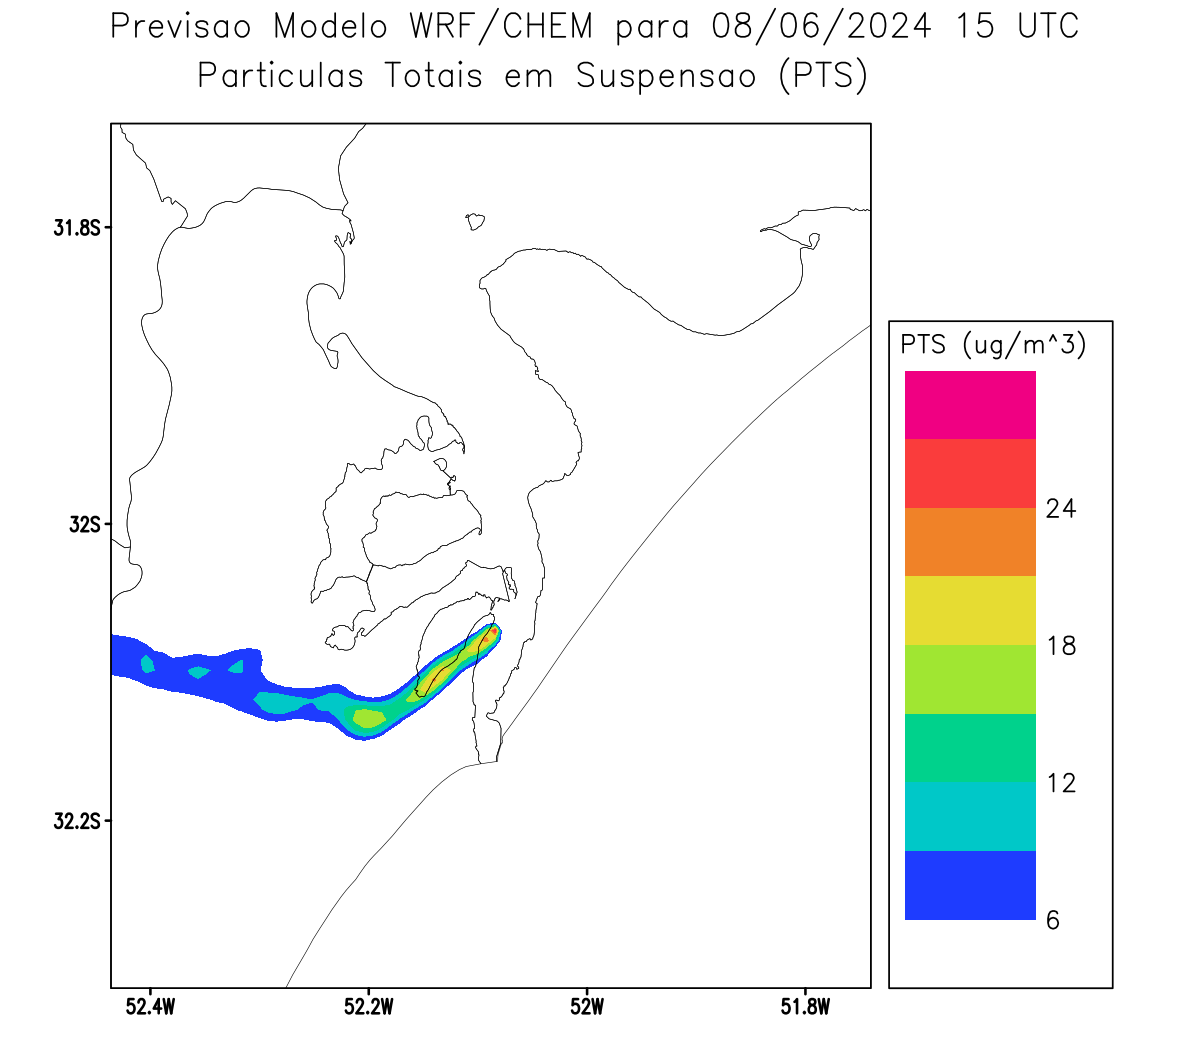 Previsao Modelo WRF/CHEM para 08/06/2024 15 UTC
Particulas Totais em Suspensao (PTS)
31.8S
32S
32.2S
52.4W 52.2W 52W 51.8W
PTS (ug/m^3)
24
18
12
6